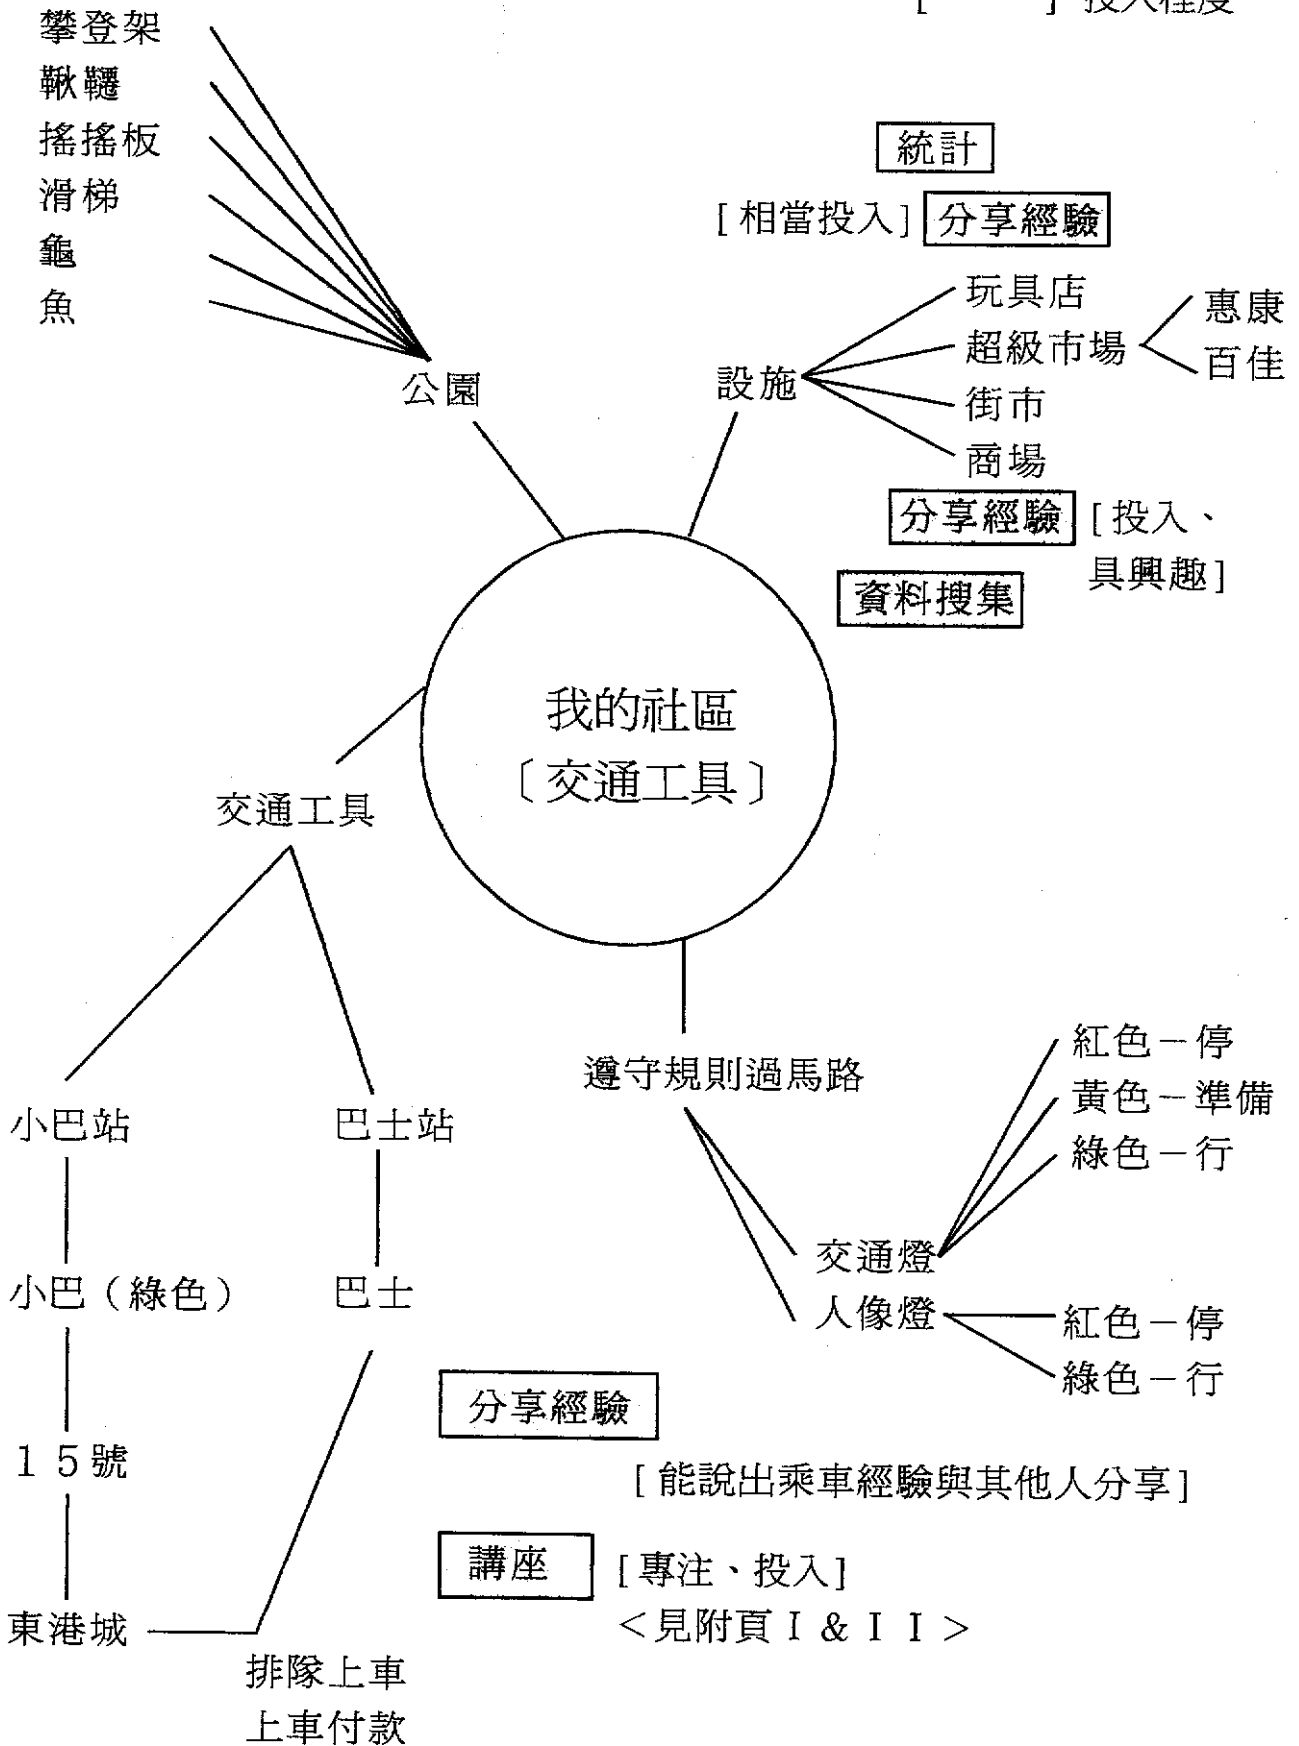 [ ] 投入程度
攀登架
鞦韆
搖搖板
滑梯
龜
魚
公園
統計
[相當投入] 分享經驗
設施
玩具店
超級市場
街市
商場
惠康
百佳
分享經驗 [投入、
具興趣]
資料搜集
我的社區
〔交通工具〕
交通工具
小巴站
小巴（綠色）
15號
東港城
巴士站
巴士
排隊上車
上車付款
遵守規則過馬路
交通燈
紅色－停
黃色－準備
綠色－行
人像燈
紅色－停
綠色－行
分享經驗
[能說出乘車經驗與其他人分享]
講座 [專注、投入]
＜見附頁Ｉ＆ＩＩ＞